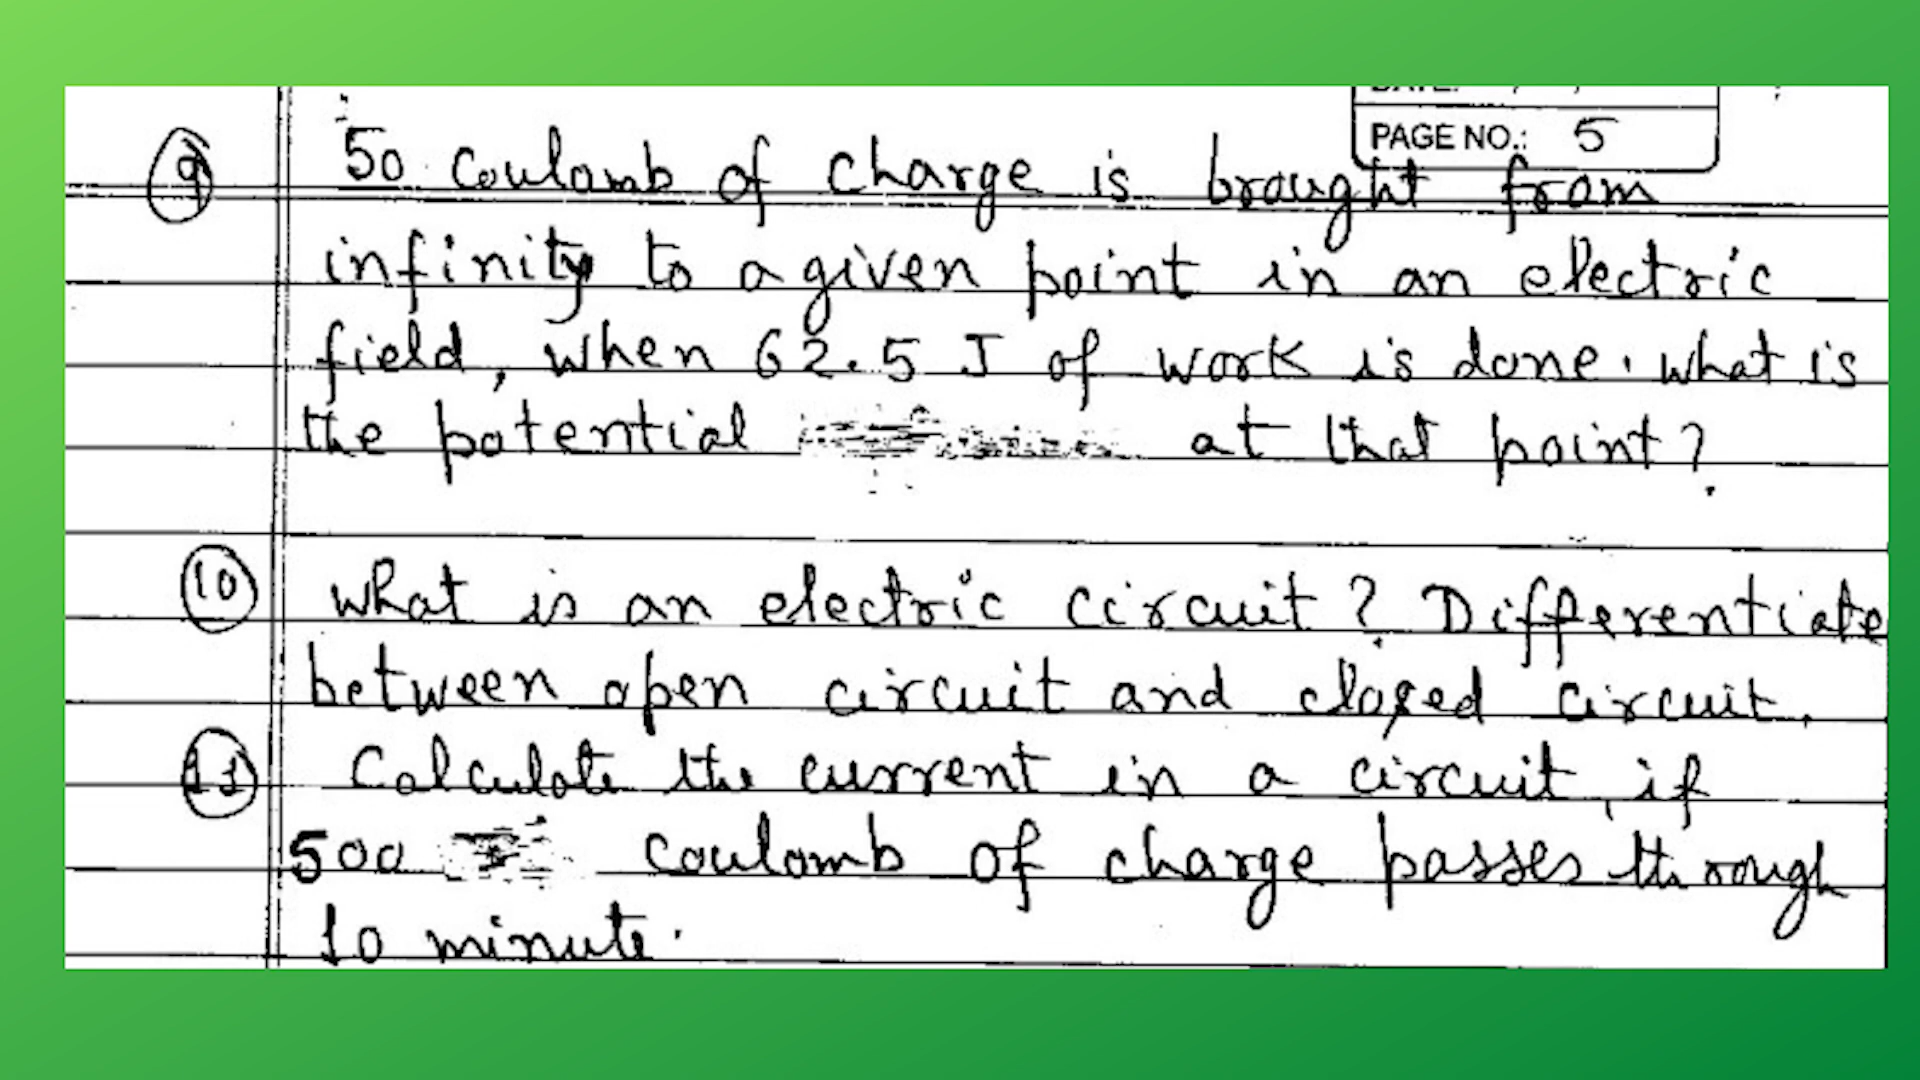 PAGE NO.: 5
9 50 Coulomb of charge is brought from
infinity to a given point in an electric
field, when 62.5 J of work is done. what is
the potential at that point?
10 What is an electric circuit? Differentiate
between open circuit and closed circuit.
11 Calculate the current in a circuit, if
500 Coulomb of charge passes through
10 minute.